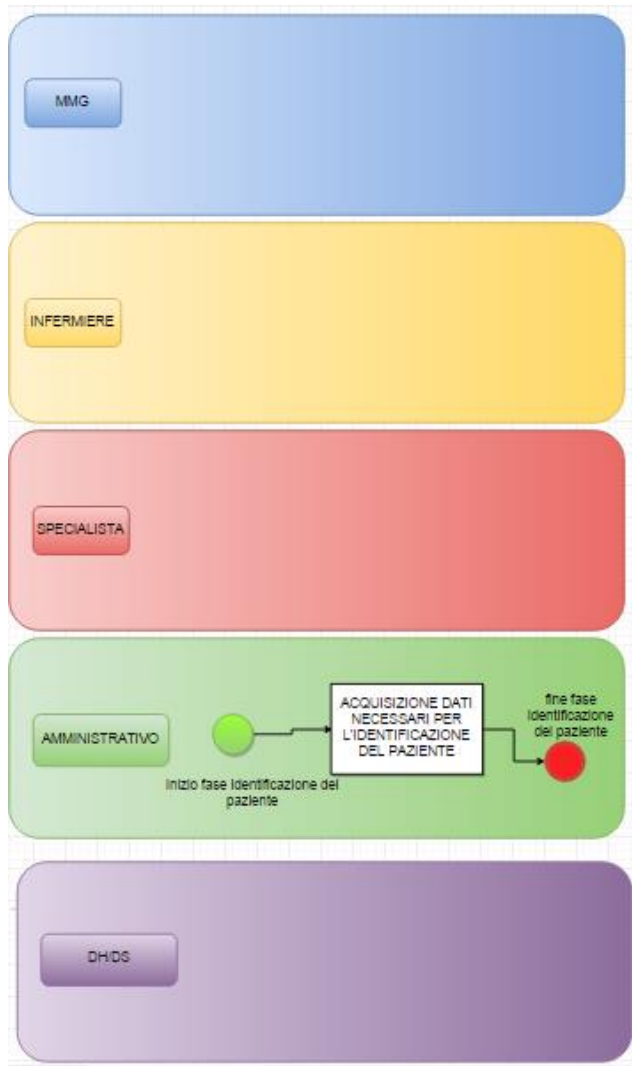 MMG
INFERMIERE
SPECIALISTA
AMMINISTRATIVO
Inizio fase identificazione del
paziente
ACQUISIZIONE DATI
NECESSARI PER
L'IDENTIFICAZIONE
DEL PAZIENTE
fine fase
identificazione
del paziente
DH/DS